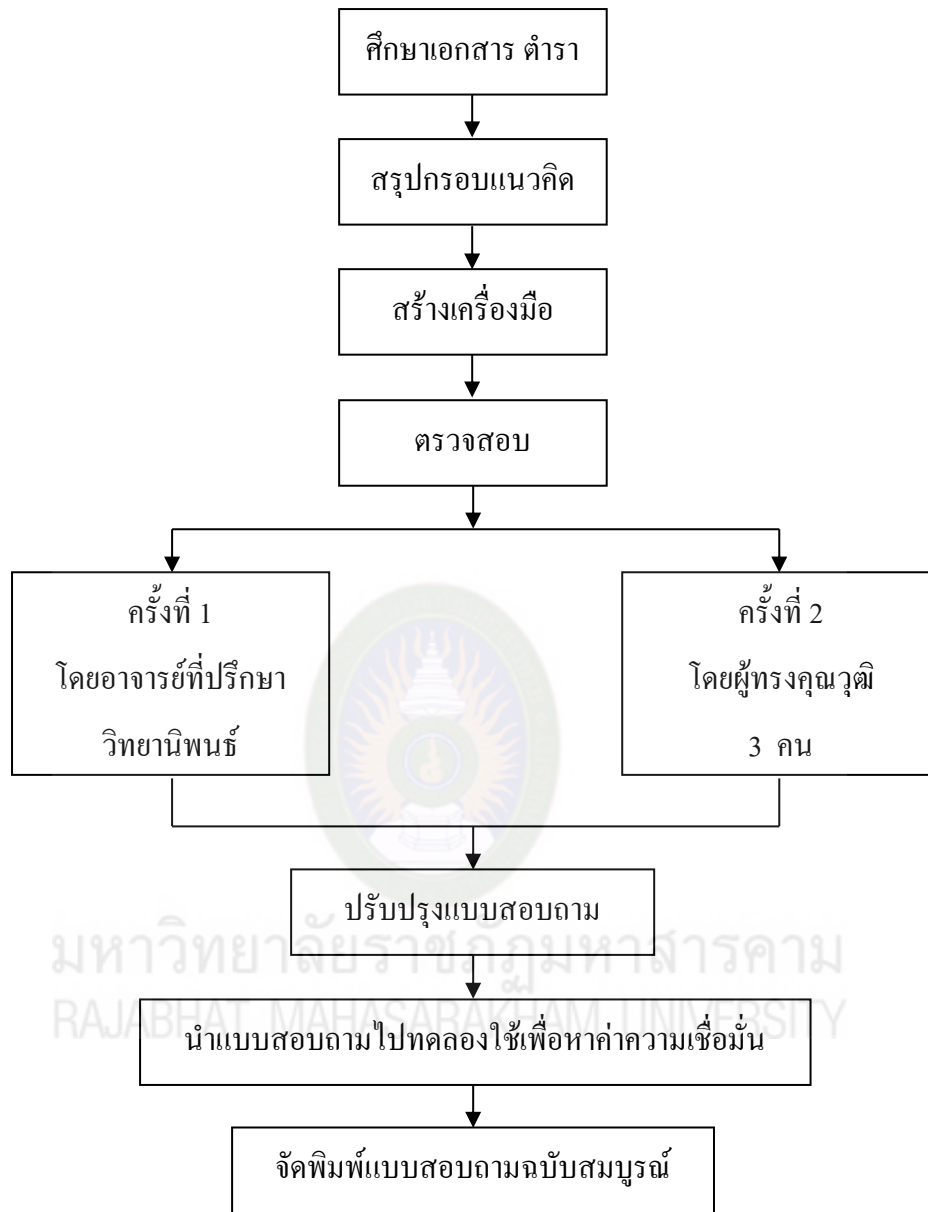 ศึกษาเอกสาร ตำรา
สรุปกรอบแนวคิด
สร้างเครื่องมือ
ตรวจสอบ
ครั้งที่ 1
โดยอาจารย์ที่ปรึกษา
วิทยานิพนธ์
ครั้งที่ 2
โดยผู้ทรงคุณวุฒิ
3 คน
ปรับปรุงแบบสอบถาม
มหาวิทยาลัยราชภัฏมหาสารคาม
RAJABHAT MAHASARAKHAM UNIVERSITY
นำแบบสอบถามไปทดลองใช้เพื่อหาค่าความเชื่อมั่น
จัดพิมพ์แบบสอบถามฉบับสมบูรณ์